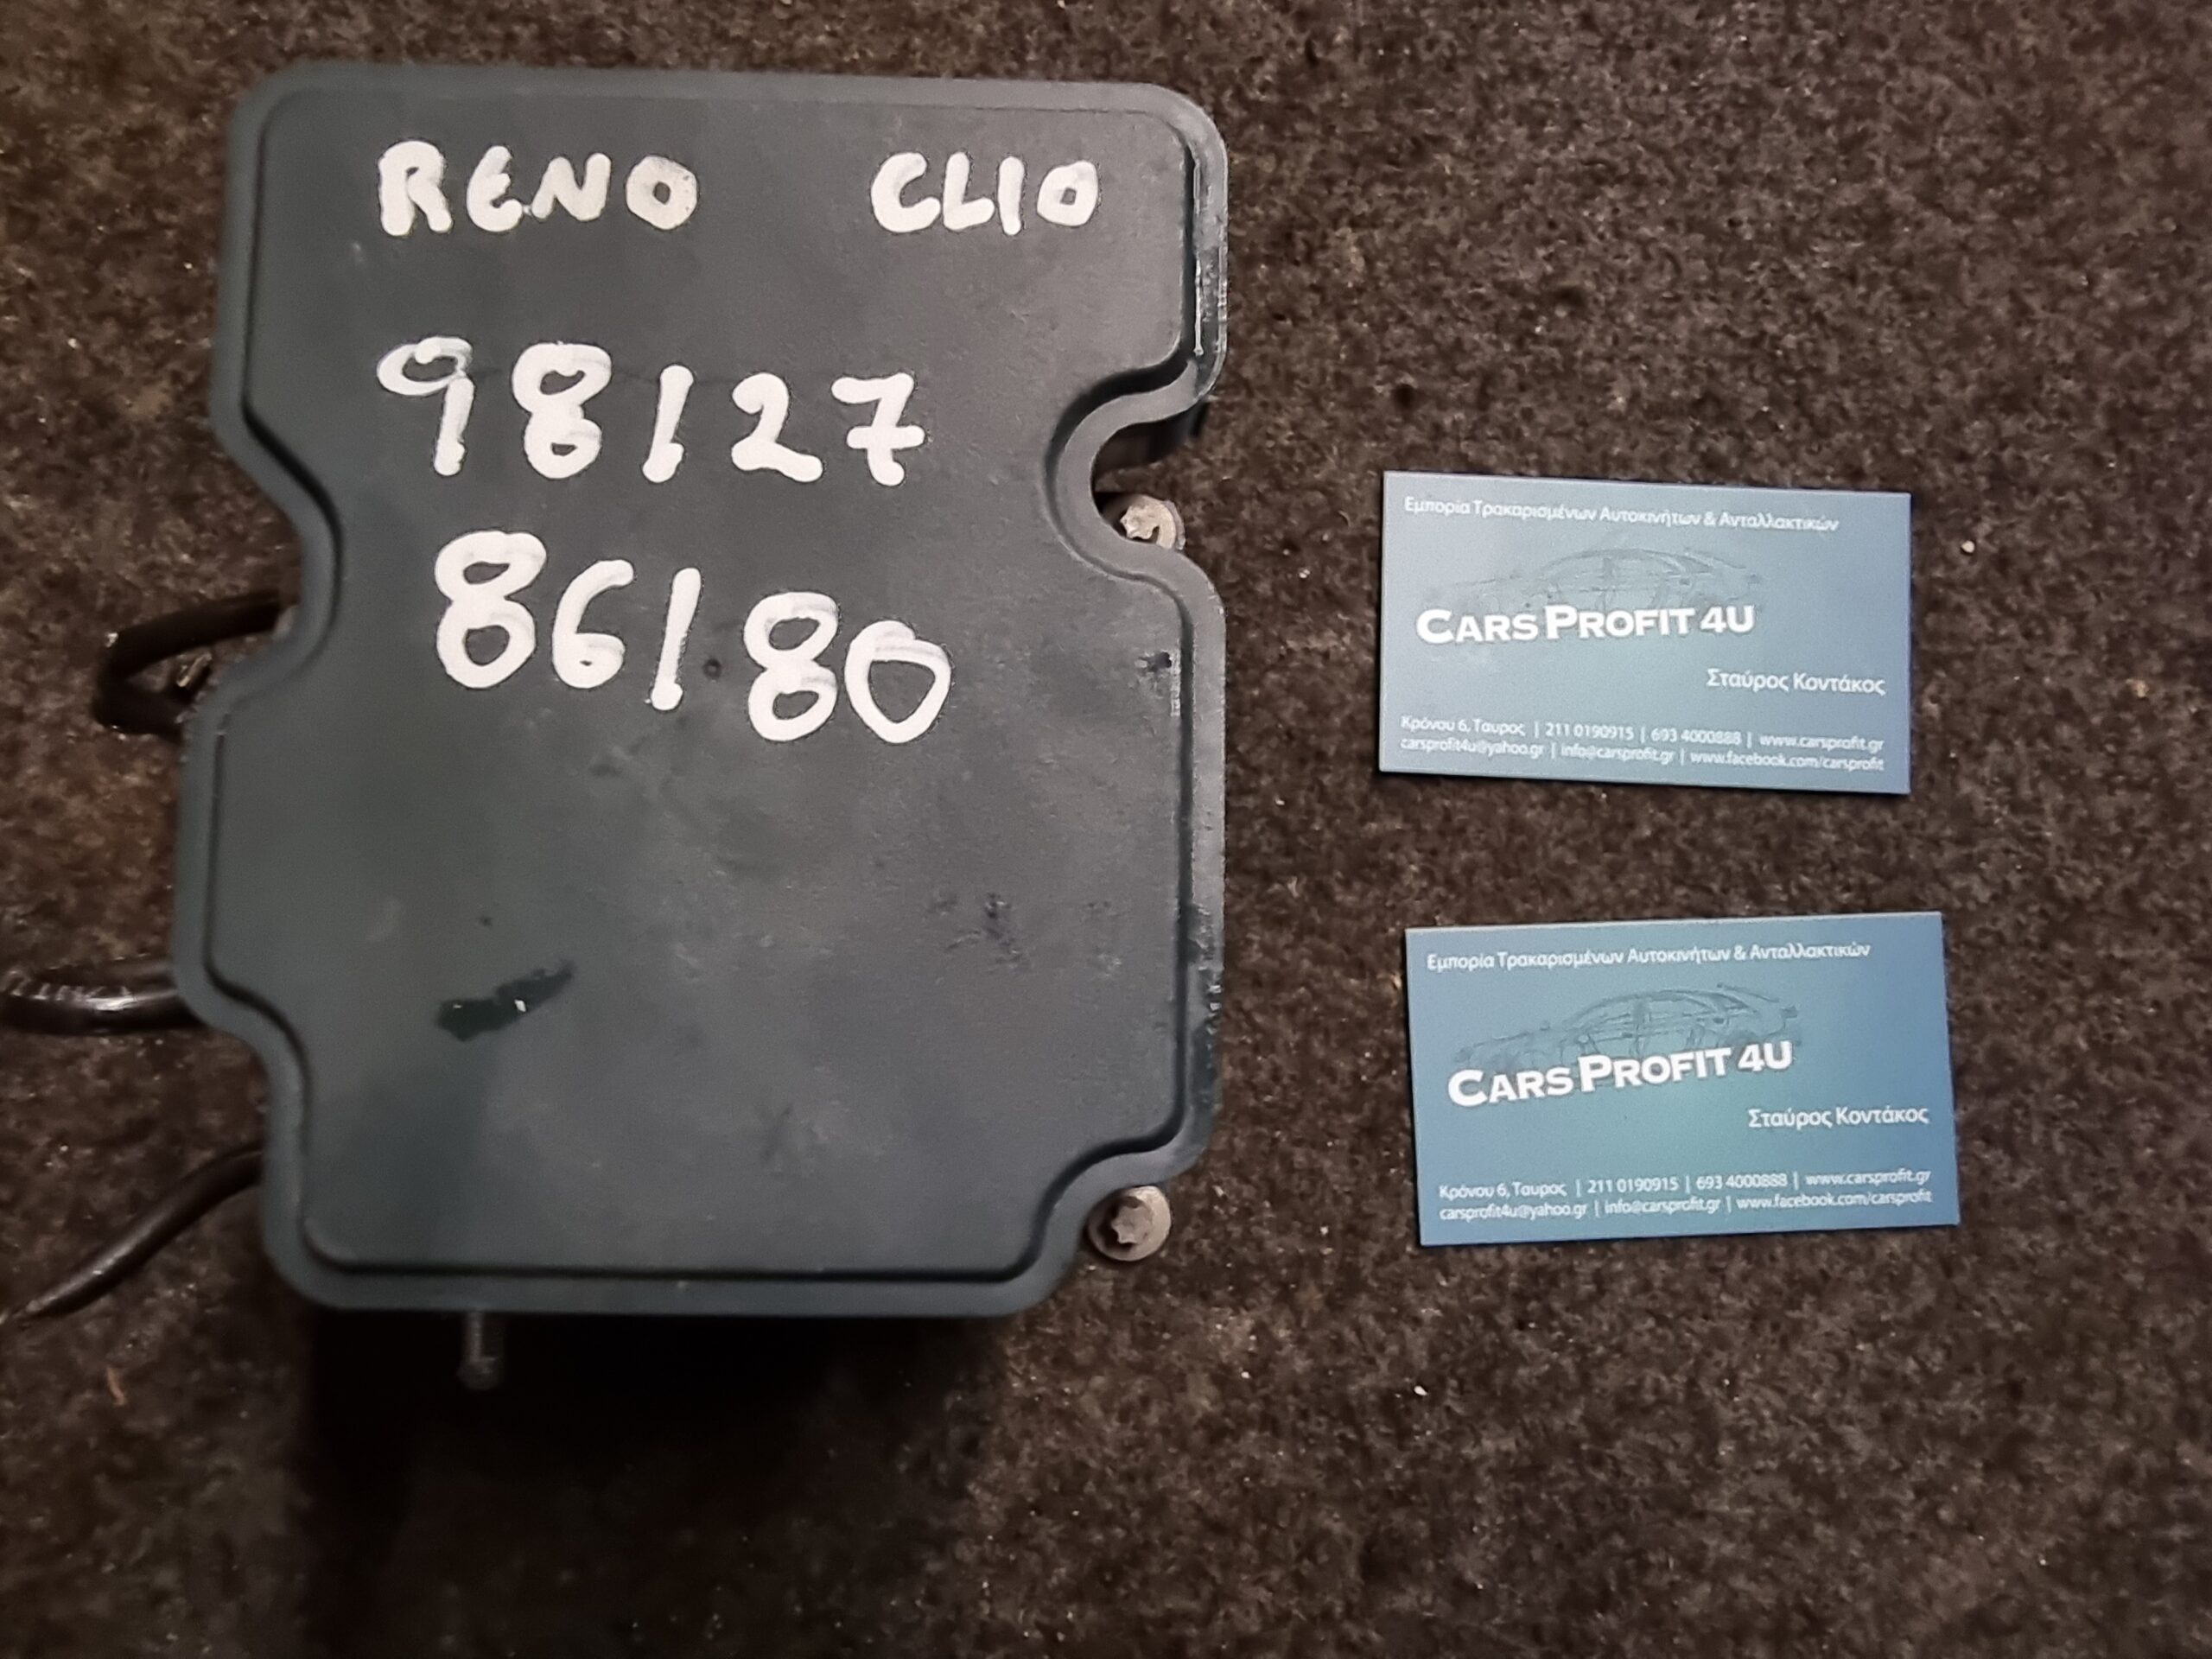 RENO CLIO
98127
86180
Εμπορία Τρακαρισμένων Αυτοκινήτων & Ανταλλακτικών
CARS PROFIT 4U
Σταύρος Κοντάκος
Κρόνου 6, Ταυρος | 211 0190915 | 693 4000888 | www.carsprofit.gr
carsprofit4u@yahoo.gr | info@carsprofit.gr | www.facebook.com/carsprofit
Εμπορία Τρακαρισμένων Αυτοκινήτων & Ανταλλακτικών
CARS PROFIT 4U
Σταύρος Κοντάκος
Κρόνου 6, Ταυρος | 211 0190915 | 693 4000888 | www.carsprofit.gr
carsprofit4u@yahoo.gr | info@carsprofit.gr | www.facebook.com/carsprofit